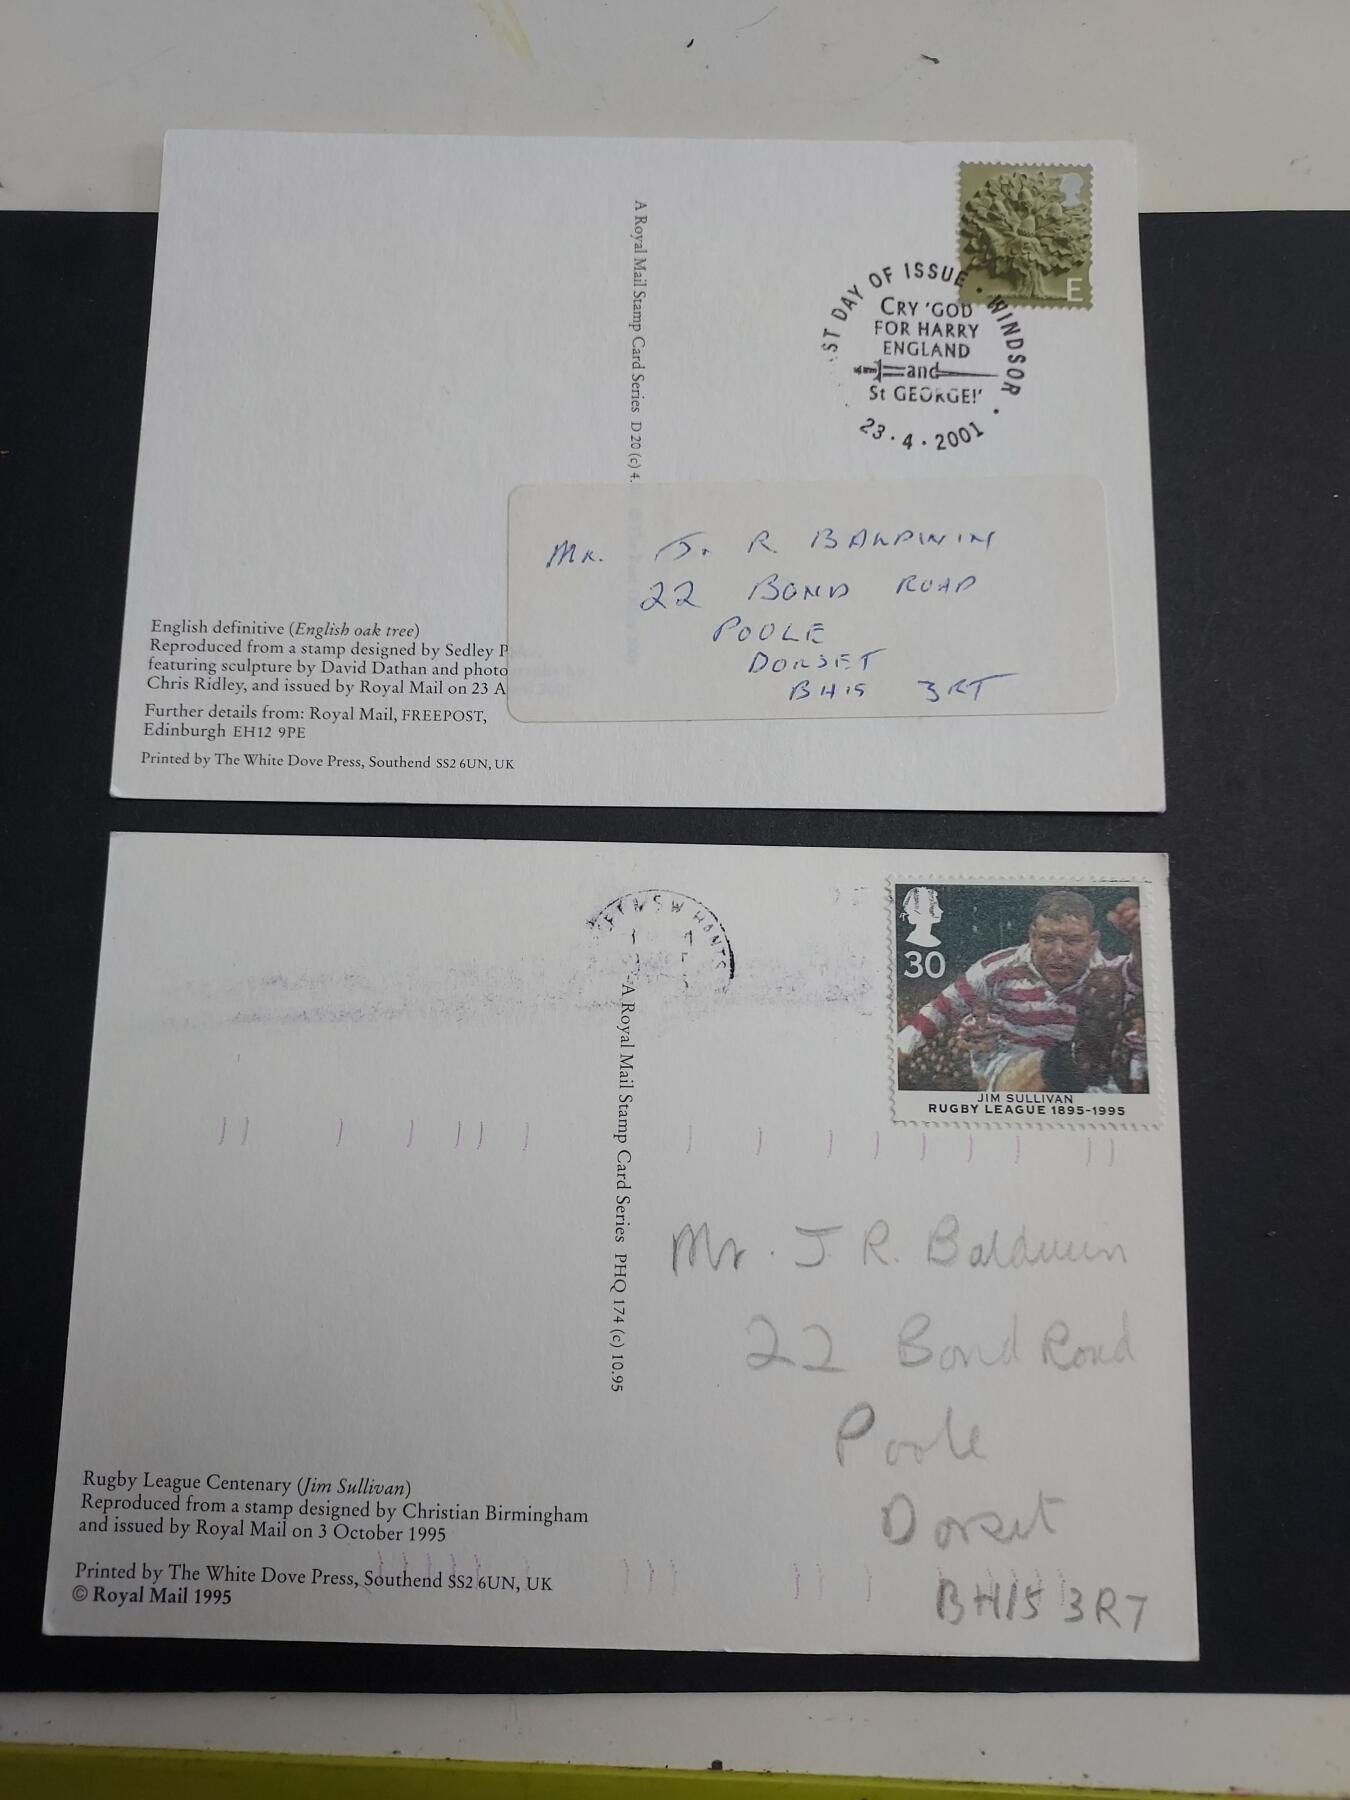 A Royal Mail Stamp Card Series D 20 (c) 4.
E
ST DAY OF ISSUE · WINDSOR ·
CRY 'GOD
FOR HARRY
ENGLAND
and
St GEORGE!'
23 · 4 · 2001
MR. J. R. BALDWIN
22 BOND ROAD
POOLE
DORSET
BH15 3RT
English definitive (English oak tree)
Reproduced from a stamp designed by Sedley P
featuring sculpture by David Dathan and photo
Chris Ridley, and issued by Royal Mail on 23 A
Further details from: Royal Mail, FREEPOST,
Edinburgh EH12 9PE
Printed by The White Dove Press, Southend SS2 6UN, UK
HANTS
30
JIM SULLIVAN
RUGBY LEAGUE 1895-1995
A Royal Mail Stamp Card Series PHQ 174 (c) 10.95
Mr. J R. Baldwin
22 Bond Road
Poole
Dorset
BH15 3RT
Rugby League Centenary (Jim Sullivan)
Reproduced from a stamp designed by Christian Birmingham
and issued by Royal Mail on 3 October 1995
Printed by The White Dove Press, Southend SS2 6UN, UK
© Royal Mail 1995